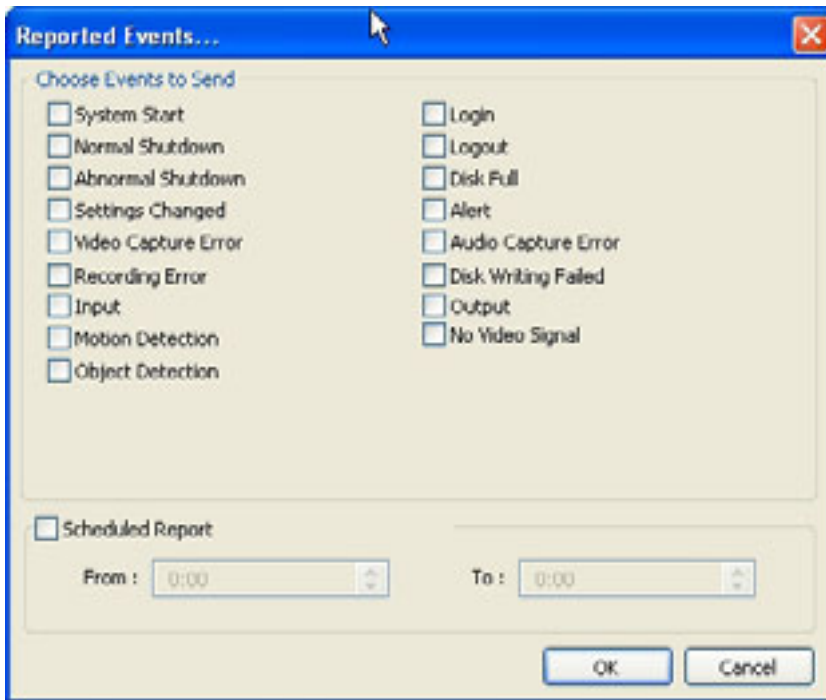 Reported Events...
Choose Events to Send
System Start
Normal Shutdown
Abnormal Shutdown
Settings Changed
Video Capture Error
Recording Error
Input
Motion Detection
Object Detection
Login
Logout
Disk Full
Alert
Audio Capture Error
Disk Writing Failed
Output
No Video Signal
Scheduled Report
From : 0:00 To : 0:00
OK Cancel